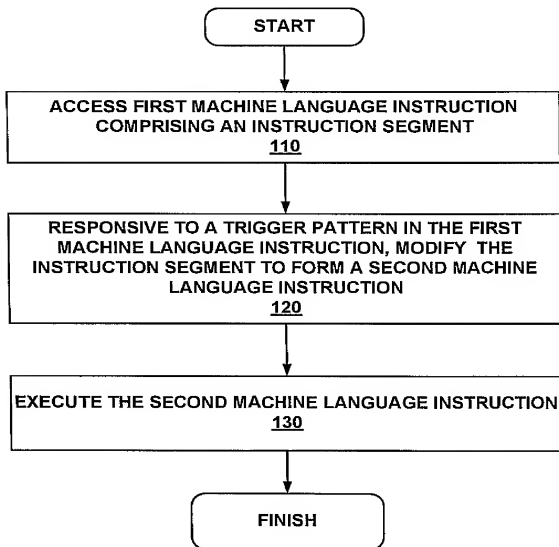 START
ACCESS FIRST MACHINE LANGUAGE INSTRUCTION
COMPRISING AN INSTRUCTION SEGMENT
110
RESPONSIVE TO A TRIGGER PATTERN IN THE FIRST
MACHINE LANGUAGE INSTRUCTION, MODIFY THE
INSTRUCTION SEGMENT TO FORM A SECOND MACHINE
LANGUAGE INSTRUCTION
120
EXECUTE THE SECOND MACHINE LANGUAGE INSTRUCTION
130
FINISH